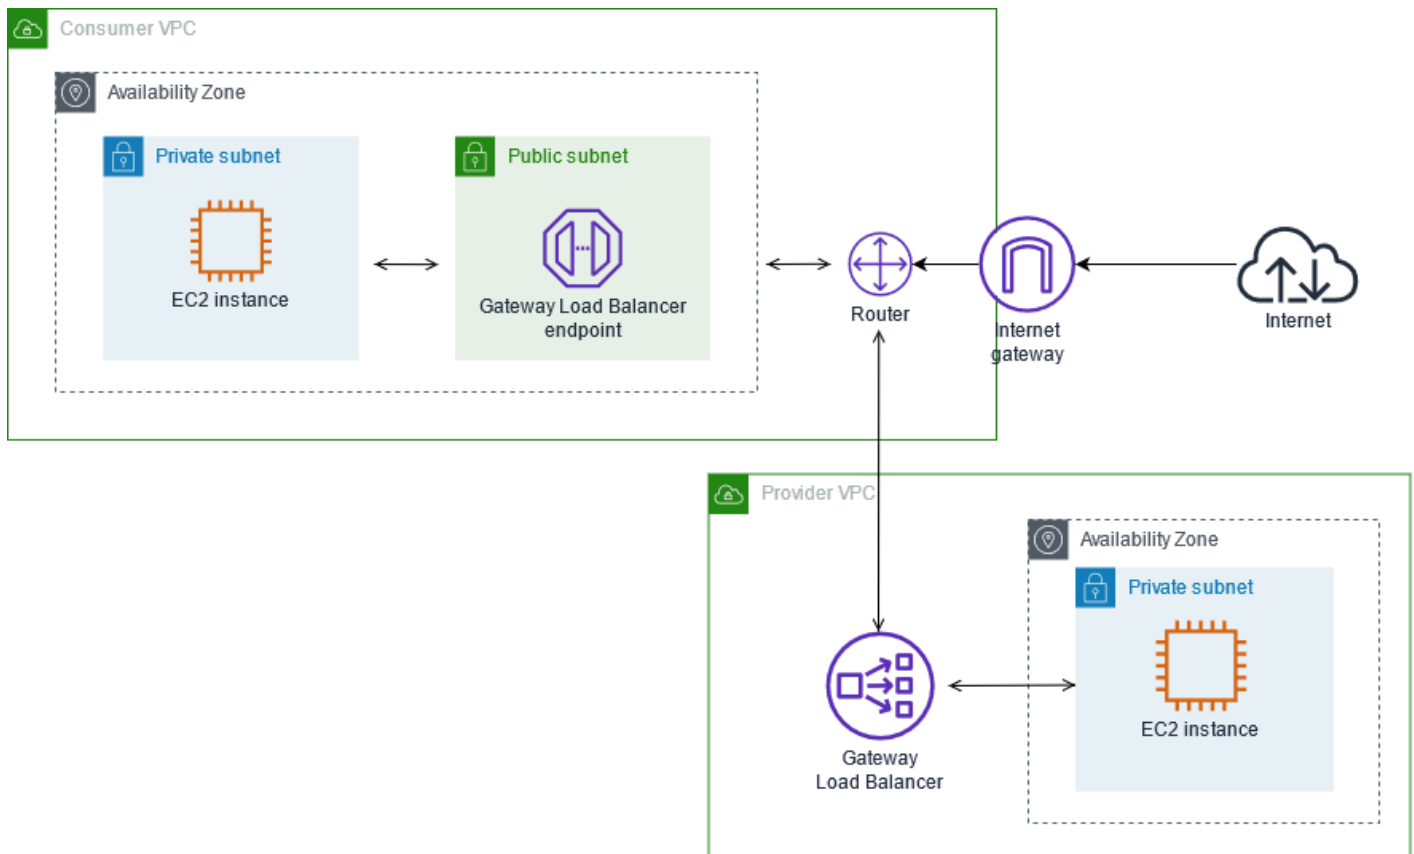 Consumer VPC
Availability Zone
Private subnet
Public subnet
EC2 instance
Gateway Load Balancer
endpoint
Router
Internet
gateway
Internet
Provider VPC
Availability Zone
Private subnet
EC2 instance
Gateway
Load Balancer